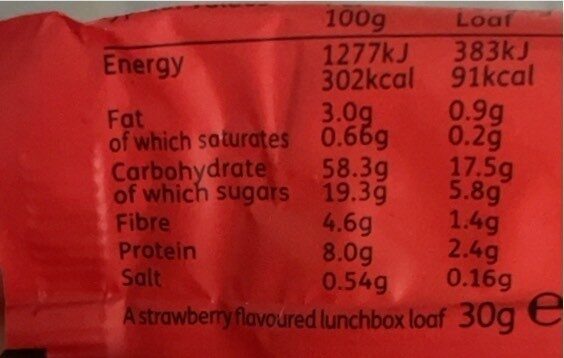 100g Loaf
Energy 1277kJ 383kJ
302kcal 91kcal
Fat 3.0g 0.9g
of which saturates 0.66g 0.2g
Carbohydrate 58.3g 17.5g
of which sugars 19.3g 5.8g
Fibre 4.6g 1.4g
Protein 8.0g 2.4g
Salt 0.54g 0.16g
A strawberry flavoured lunchbox loaf 30g e